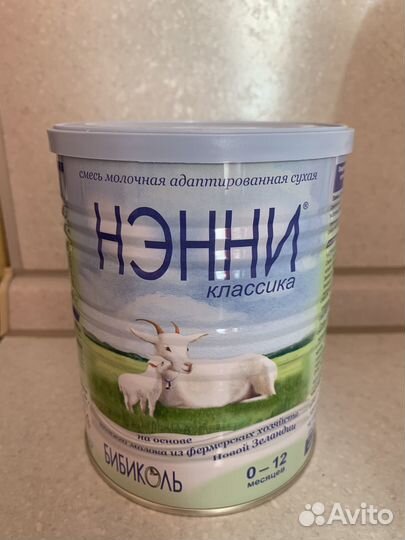 смесь молочная адаптированная сухая
НЭННИ®
классика
на основе
молока из фермерских хозяйств
Новой Зеландии
БИБИКОЛЬ
0–12
месяцев
Avito